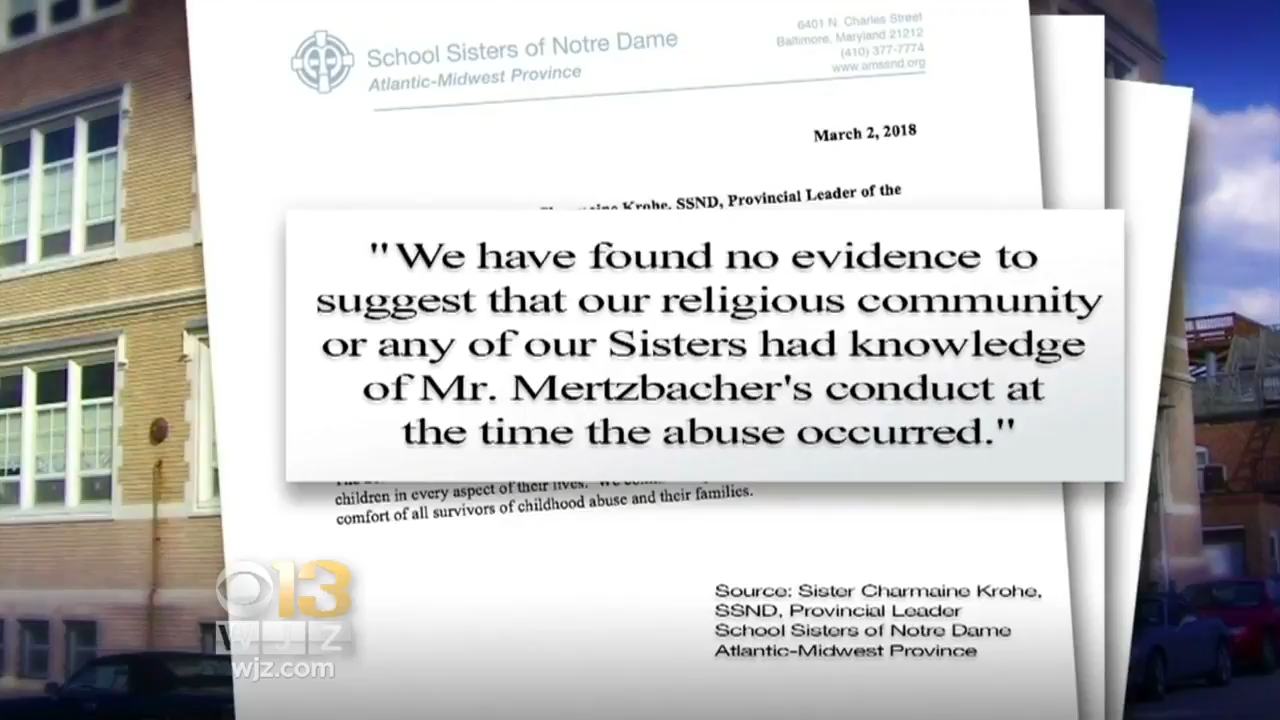 School Sisters of Notre Dame
Atlantic-Midwest Province
6401 N. Charles Street
Baltimore, Maryland 21212
(410) 377-7774
www.amssnd.org
March 2, 2018
Krohe, SSND, Provincial Leader of the
"We have found no evidence to
suggest that our religious community
or any of our Sisters had knowledge
of Mr. Mertzbacher's conduct at
the time the abuse occurred."
children in every aspect of their lives. We
comfort of all survivors of childhood abuse and their families.
Source: Sister Charmaine Krohe,
SSND, Provincial Leader
School Sisters of Notre Dame
Atlantic-Midwest Province
13
WJZ
wjz.com